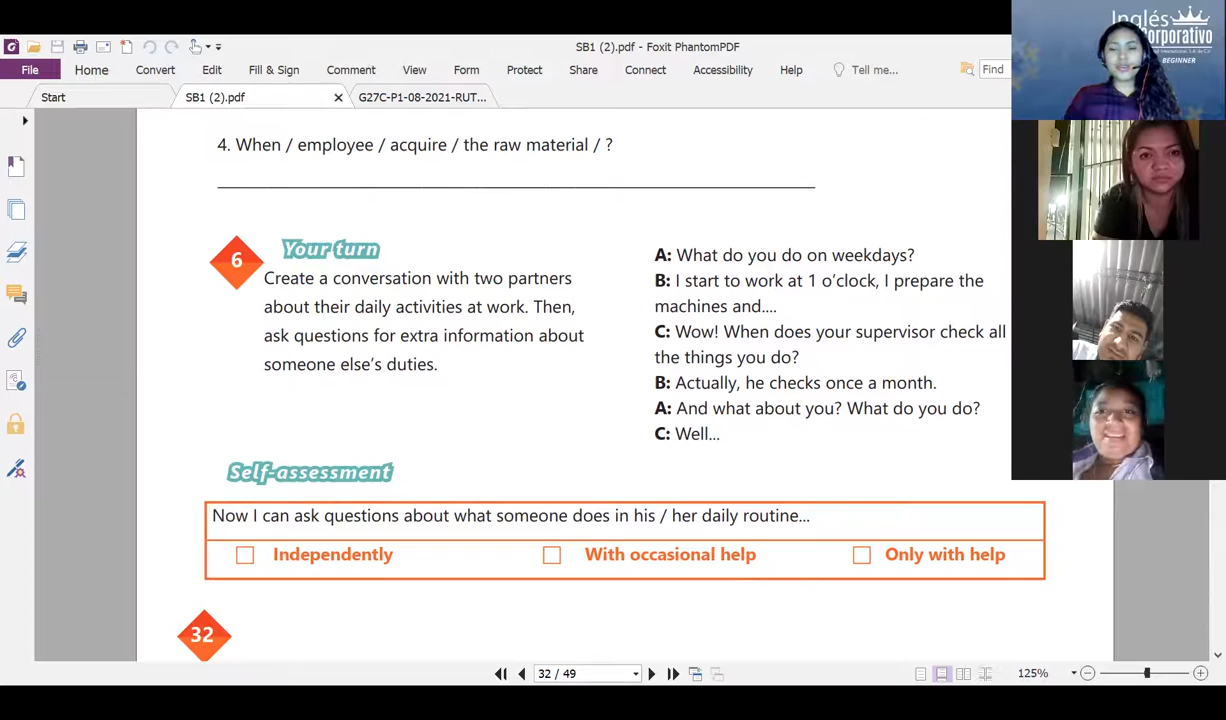 SB1 (2).pdf - Foxit PhantomPDF
File Home Convert Edit Fill & Sign Comment View Form Protect Share Connect Accessibility Help Tell me... Find
Start SB1 (2).pdf G27C-P1-08-2021-RUT...
Inglés
Corporativo
BEGINNER
4. When / employee / acquire / the raw material / ?
6 Your turn
Create a conversation with two partners
about their daily activities at work. Then,
ask questions for extra information about
someone else's duties.
A: What do you do on weekdays?
B: I start to work at 1 o'clock, I prepare the
machines and....
C: Wow! When does your supervisor check all
the things you do?
B: Actually, he checks once a month.
A: And what about you? What do you do?
C: Well...
Self-assessment
Now I can ask questions about what someone does in his / her daily routine...
Independently With occasional help Only with help
32
32 / 49
125%